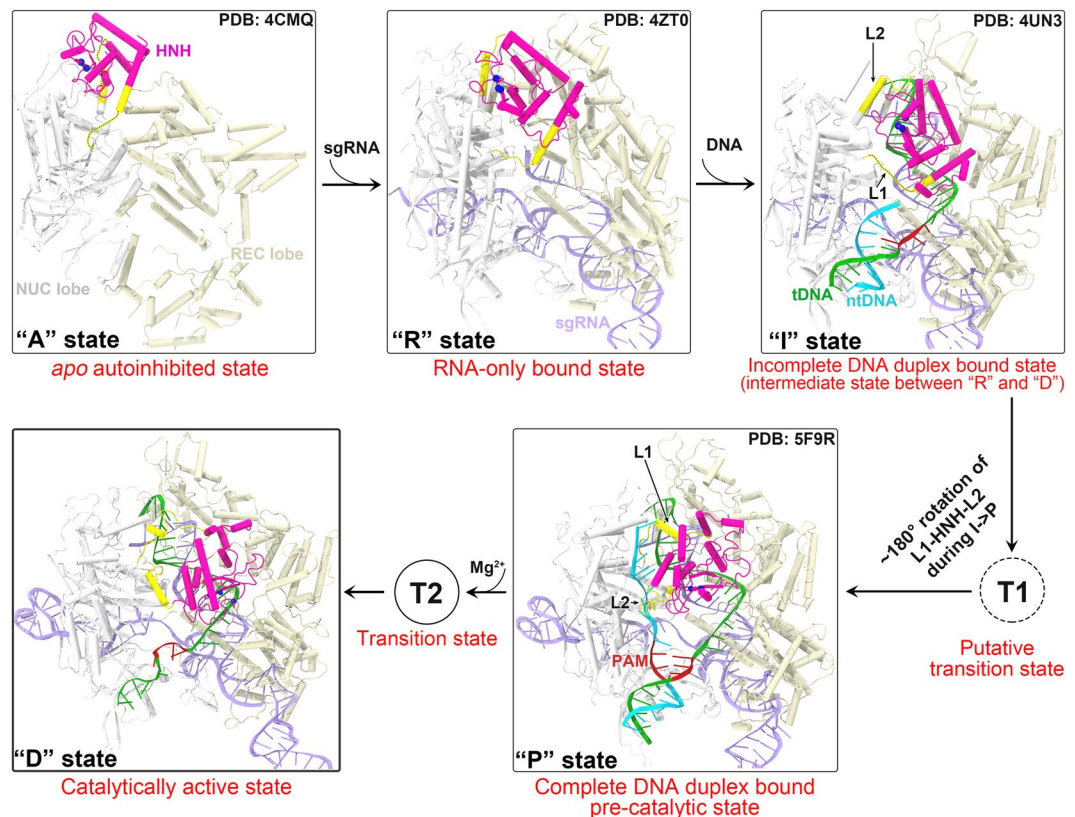 PDB: 4CMQ
HNH
REC lobe
NUC lobe
“A” state
apo autoinhibited state
sgRNA
PDB: 4ZT0
sgRNA
“R” state
RNA-only bound state
DNA
PDB: 4UN3
L2
L1
tDNA
ntDNA
“I” state
Incomplete DNA duplex bound state
(intermediate state between “R” and “D”)
~180° rotation of
L1-HNH-L2
during I->P
T1
Putative
transition state
PDB: 5F9R
L1
L2
PAM
“P” state
Complete DNA duplex bound
pre-catalytic state
Mg²⁺
T2
Transition state
“D” state
Catalytically active state